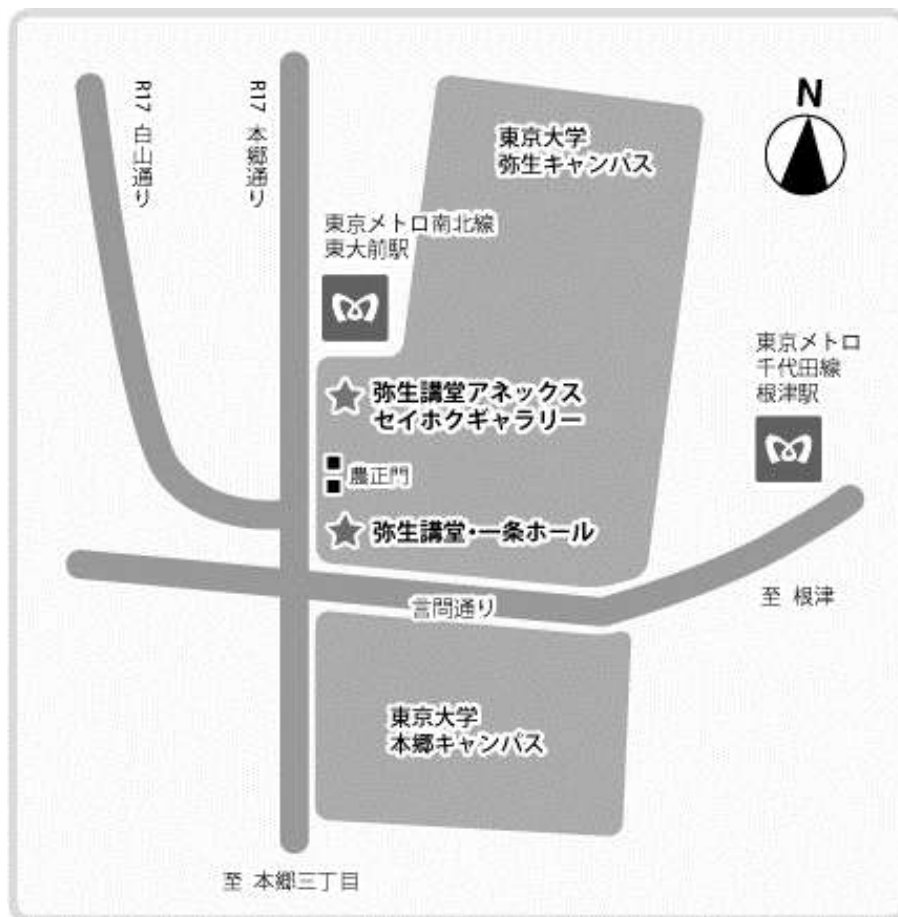 N
R17 白山通り
R17 本郷通り
東京大学
弥生キャンパス
東京メトロ南北線
東大前駅
東京メトロ
千代田線
根津駅
弥生講堂アネックス
セイホクギャラリー
農正門
弥生講堂・一条ホール
至 根津
言問通り
東京大学
本郷キャンパス
至 本郷三丁目